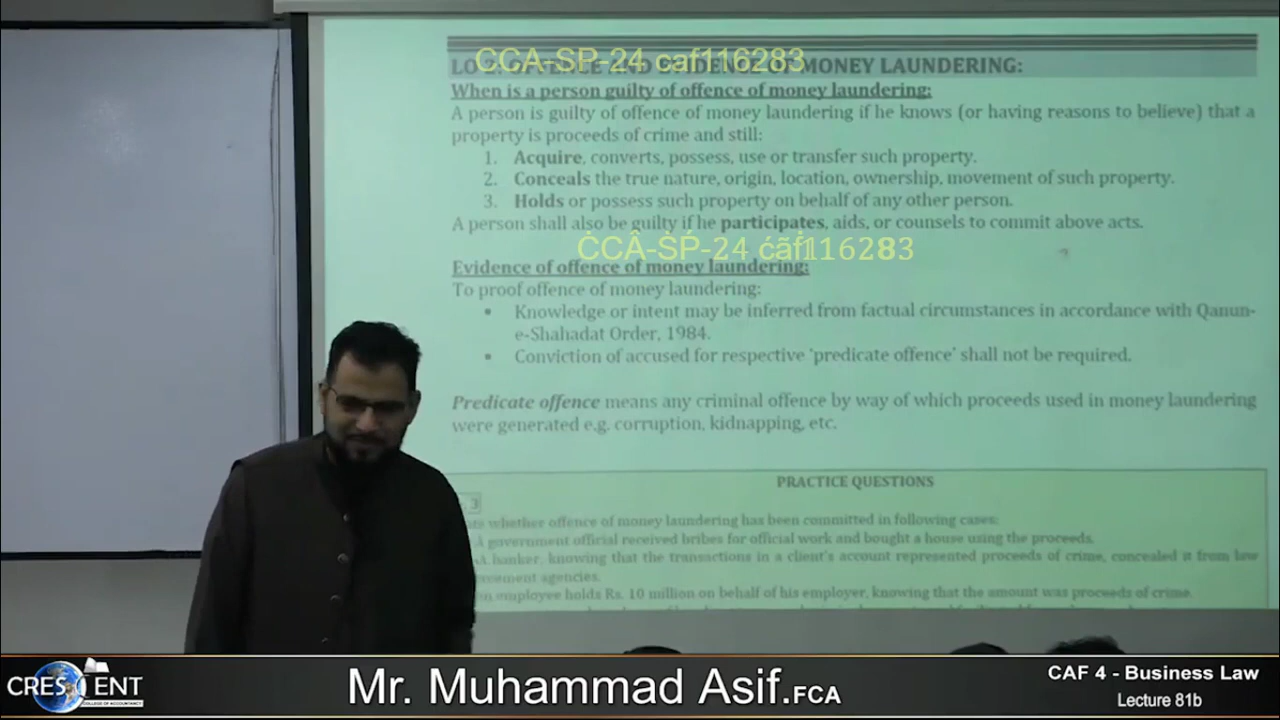 CCA-SP-24 caf116283
OFFENCE AND EVIDENCE OF MONEY LAUNDERING:
When is a person guilty of offence of money laundering:
A person is guilty of offence of money laundering if he knows (or having reasons to believe) that a
property is proceeds of crime and still:
1. Acquire, converts, possess, use or transfer such property.
2. Conceals the true nature, origin, location, ownership, movement of such property.
3. Holds or possess such property on behalf of any other person.
A person shall also be guilty if he participates, aids, or counsels to commit above acts.
ĆCÂ-ṠṔ-24 ćãḟ116283
Evidence of offence of money laundering:
To proof offence of money laundering:
▪ Knowledge or intent may be inferred from factual circumstances in accordance with Qanun-
e-Shahadat Order, 1984.
▪ Conviction of accused for respective 'predicate offence' shall not be required.
Predicate offence means any criminal offence by way of which proceeds used in money laundering
were generated e.g. corruption, kidnapping, etc.
PRACTICE QUESTIONS
3
whether offence of money laundering has been committed in following cases:
A government official received bribes for official work and bought a house using the proceeds.
A banker, knowing that the transactions in a client's account represented proceeds of crime, concealed it from law
agencies.
employee holds Rs. 10 million on behalf of his employer, knowing that the amount was proceeds of crime.
CRESCENT
COLLEGE OF ACCOUNTANCY
Mr. Muhammad Asif.FCA
CAF 4 - Business Law
Lecture 81b